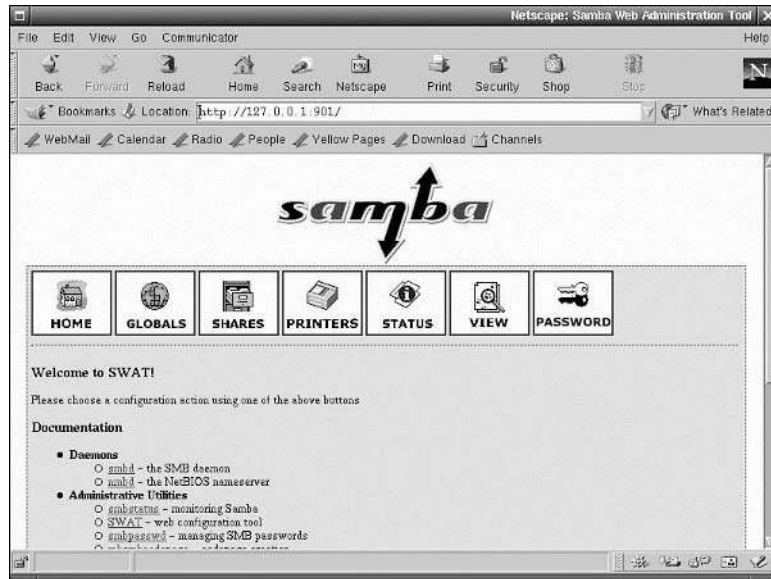 Netscape: Samba Web Administration Tool
File Edit View Go Communicator Help
Back Forward Reload Home Search Netscape Print Security Shop Stop
My
N
Bookmarks Location: http://127.0.0.1:901/ What's Related
WebMail Calendar Radio People Yellow Pages Download Channels
samba
HOME GLOBALS SHARES PRINTERS STATUS VIEW PASSWORD
Welcome to SWAT!
Please choose a configuration action using one of the above buttons
Documentation
• Daemons
○ smbd – the SMB daemon
○ nmbd – the NetBIOS nameserver
• Administrative Utilities
○ smbstatus – monitoring Samba
○ SWAT – web configuration tool
○ smbpasswd – managing SMB passwords